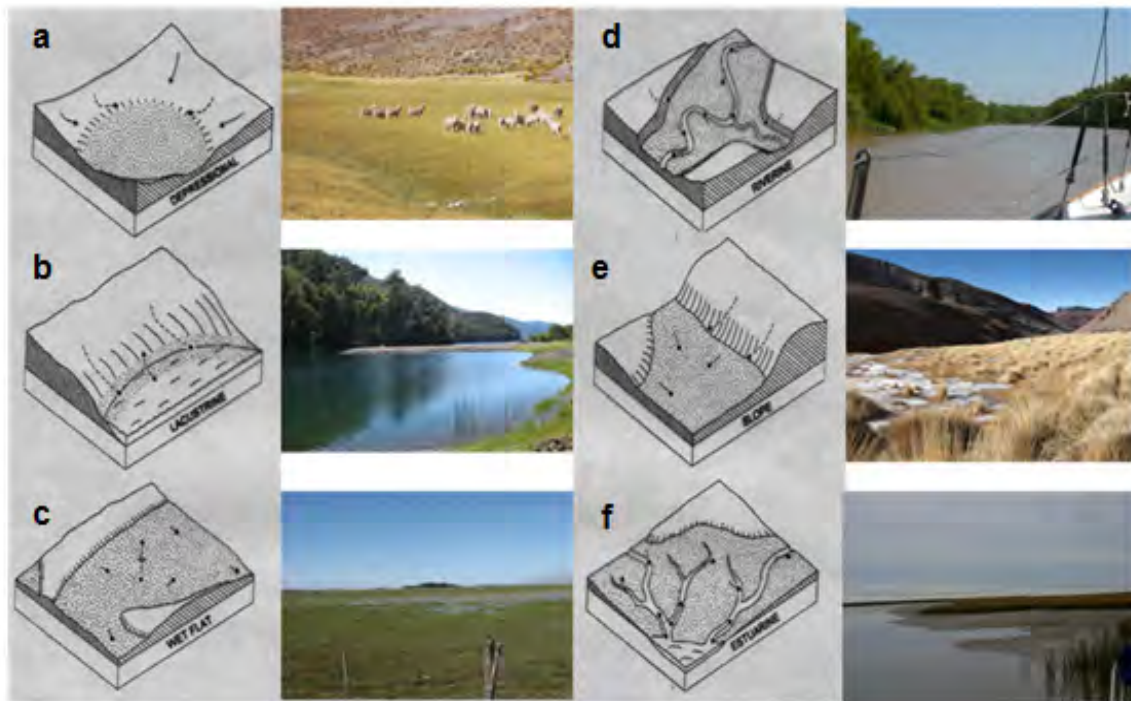 a
DEPRESSIONAL
b
LACUSTRINE
c
WET FLAT
d
RIVERINE
e
SLOPE
f
ESTUARINE